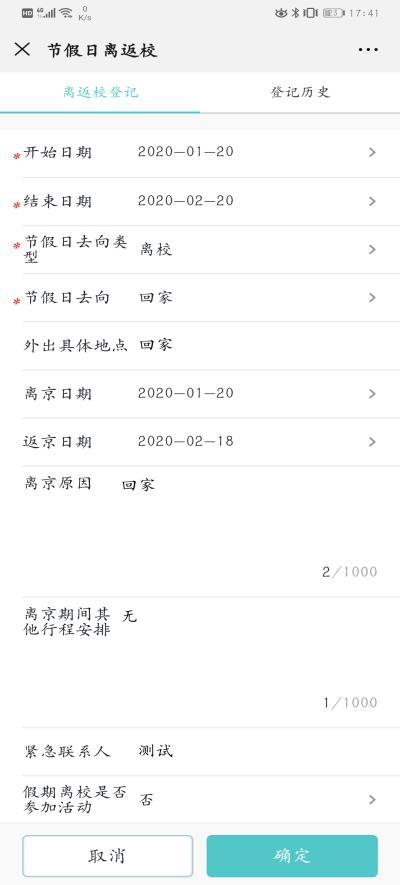 HD 4G 0 K/s 17:41
节假日离返校
离返校登记 登记历史
*开始日期 2020-01-20
*结束日期 2020-02-20
*节假日去向类
型 离校
*节假日去向 回家
外出具体地点 回家
离京日期 2020-01-20
返京日期 2020-02-18
离京原因 回家
2/1000
离京期间其 无
他行程安排
1/1000
紧急联系人 测试
假期离校是否
参加活动 否
取消 确定